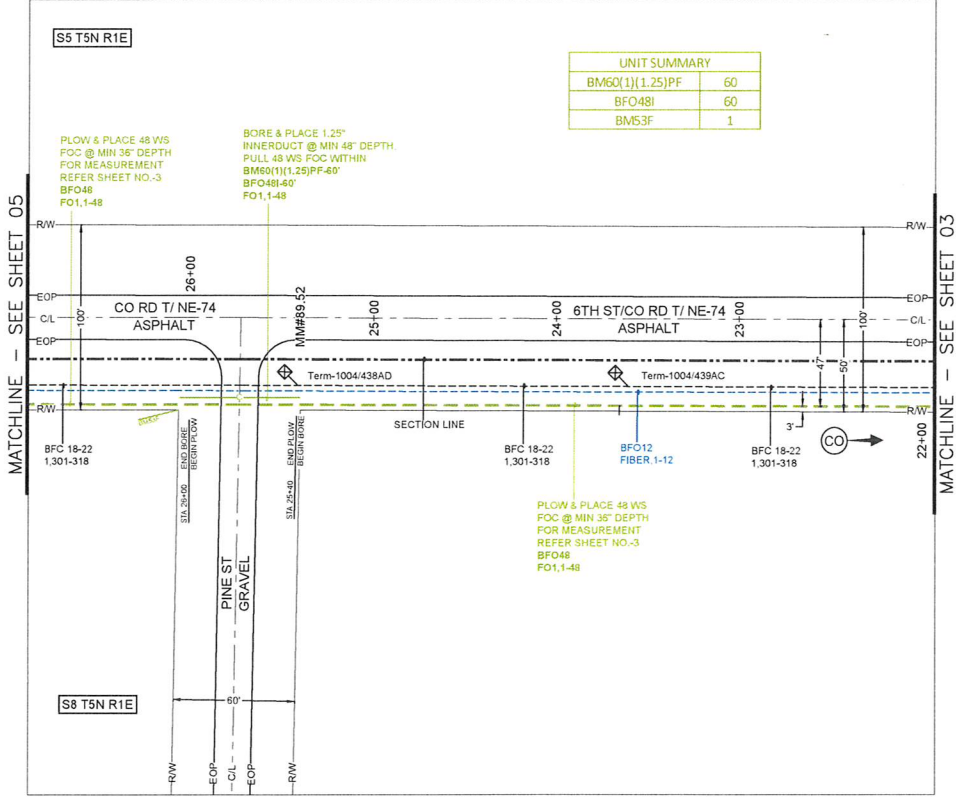 S5 T5N R1E
UNIT SUMMARY
BM60(1)(1.25)PF 60
BFO48I 60
BM53F 1
PLOW & PLACE 48 WS
FOC @ MIN 36" DEPTH
FOR MEASUREMENT
REFER SHEET NO.-3
BFO48
FO1,1-48
BORE & PLACE 1.25"
INNERDUCT @ MIN 48" DEPTH.
PULL 48 WS FOC WITHIN
BM60(1)(1.25)PF-60'
BFO48I-60'
FO1,1-48
MATCHLINE - SEE SHEET 05
MATCHLINE - SEE SHEET 03
R/W
R/W
100'
100'
26+00
MM#89.52
25+00
24+00
23+00
22+00
EOP
EOP
CO RD T/ NE-74
ASPHALT
6TH ST/CO RD T/ NE-74
ASPHALT
C/L
C/L
EOP
EOP
47'
50'
Term-1004/438AD
Term-1004/439AC
R/W
R/W
3'
SECTION LINE
BFC 18-22
1,301-318
BFC 18-22
1,301-318
BFO12
FIBER,1-12
BFC 18-22
1,301-318
CO
STA.26+00 END BORE
BEGIN PLOW
STA.25+40 END PLOW
BEGIN BORE
PLOW & PLACE 48 WS
FOC @ MIN 36" DEPTH
FOR MEASUREMENT
REFER SHEET NO.-3
BFO48
FO1,1-48
PINE ST
GRAVEL
S8 T5N R1E
60'
R/W
EOP
C/L
EOP
R/W